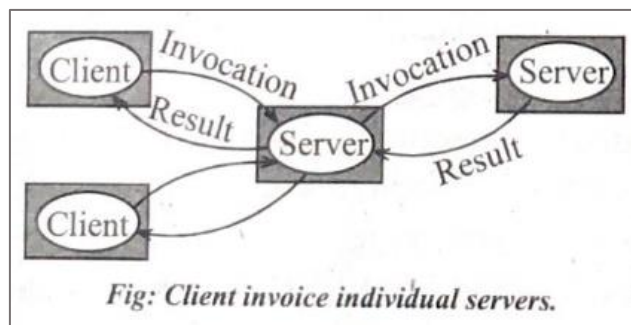 Client
Invocation
Result
Server
Invocation
Server
Result
Client
Fig: Client invoice individual servers.